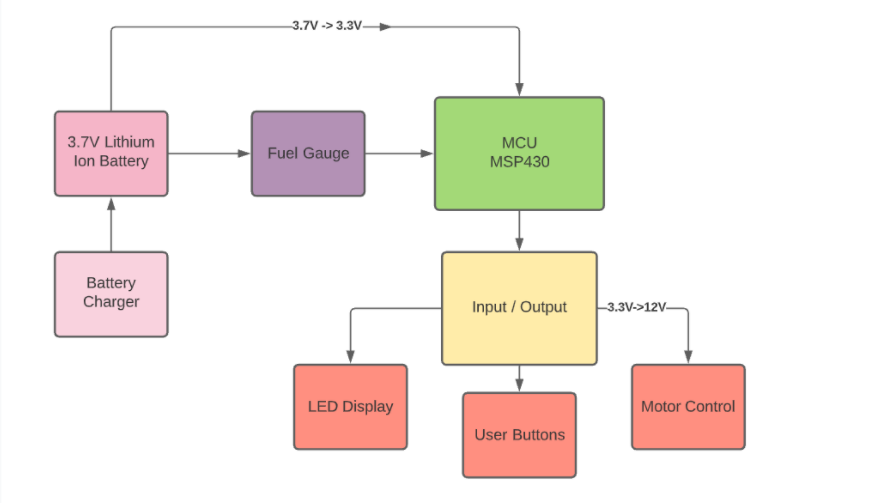 3.7V -> 3.3V
3.7V Lithium
Ion Battery
Fuel Gauge
MCU
MSP430
Battery
Charger
Input / Output
3.3V->12V
LED Display
User Buttons
Motor Control